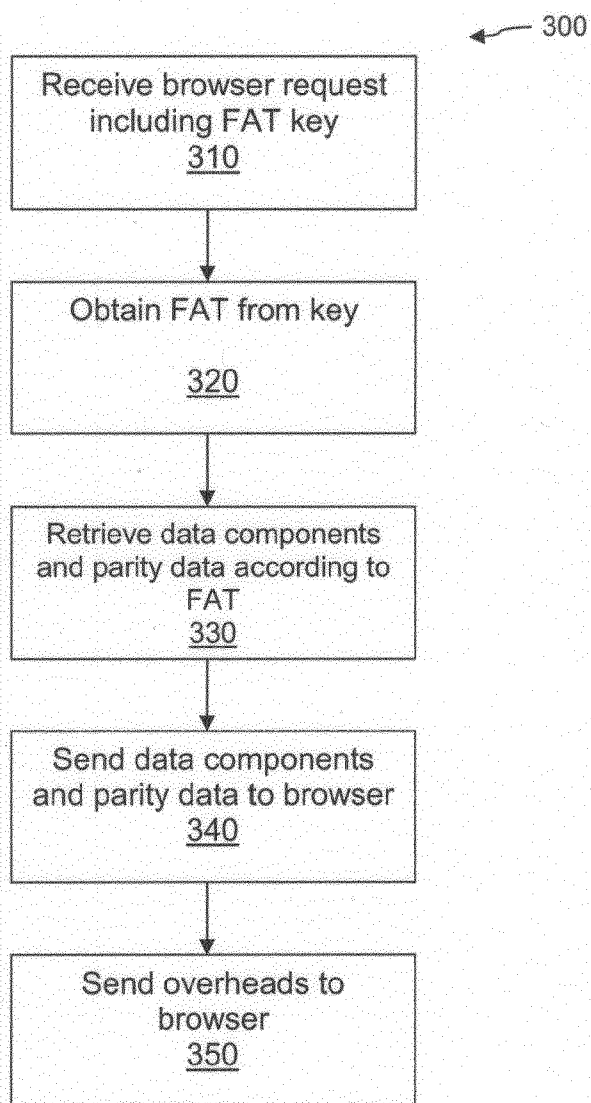 300
Receive browser request
including FAT key
310
Obtain FAT from key
320
Retrieve data components
and parity data according to
FAT
330
Send data components
and parity data to browser
340
Send overheads to
browser
350